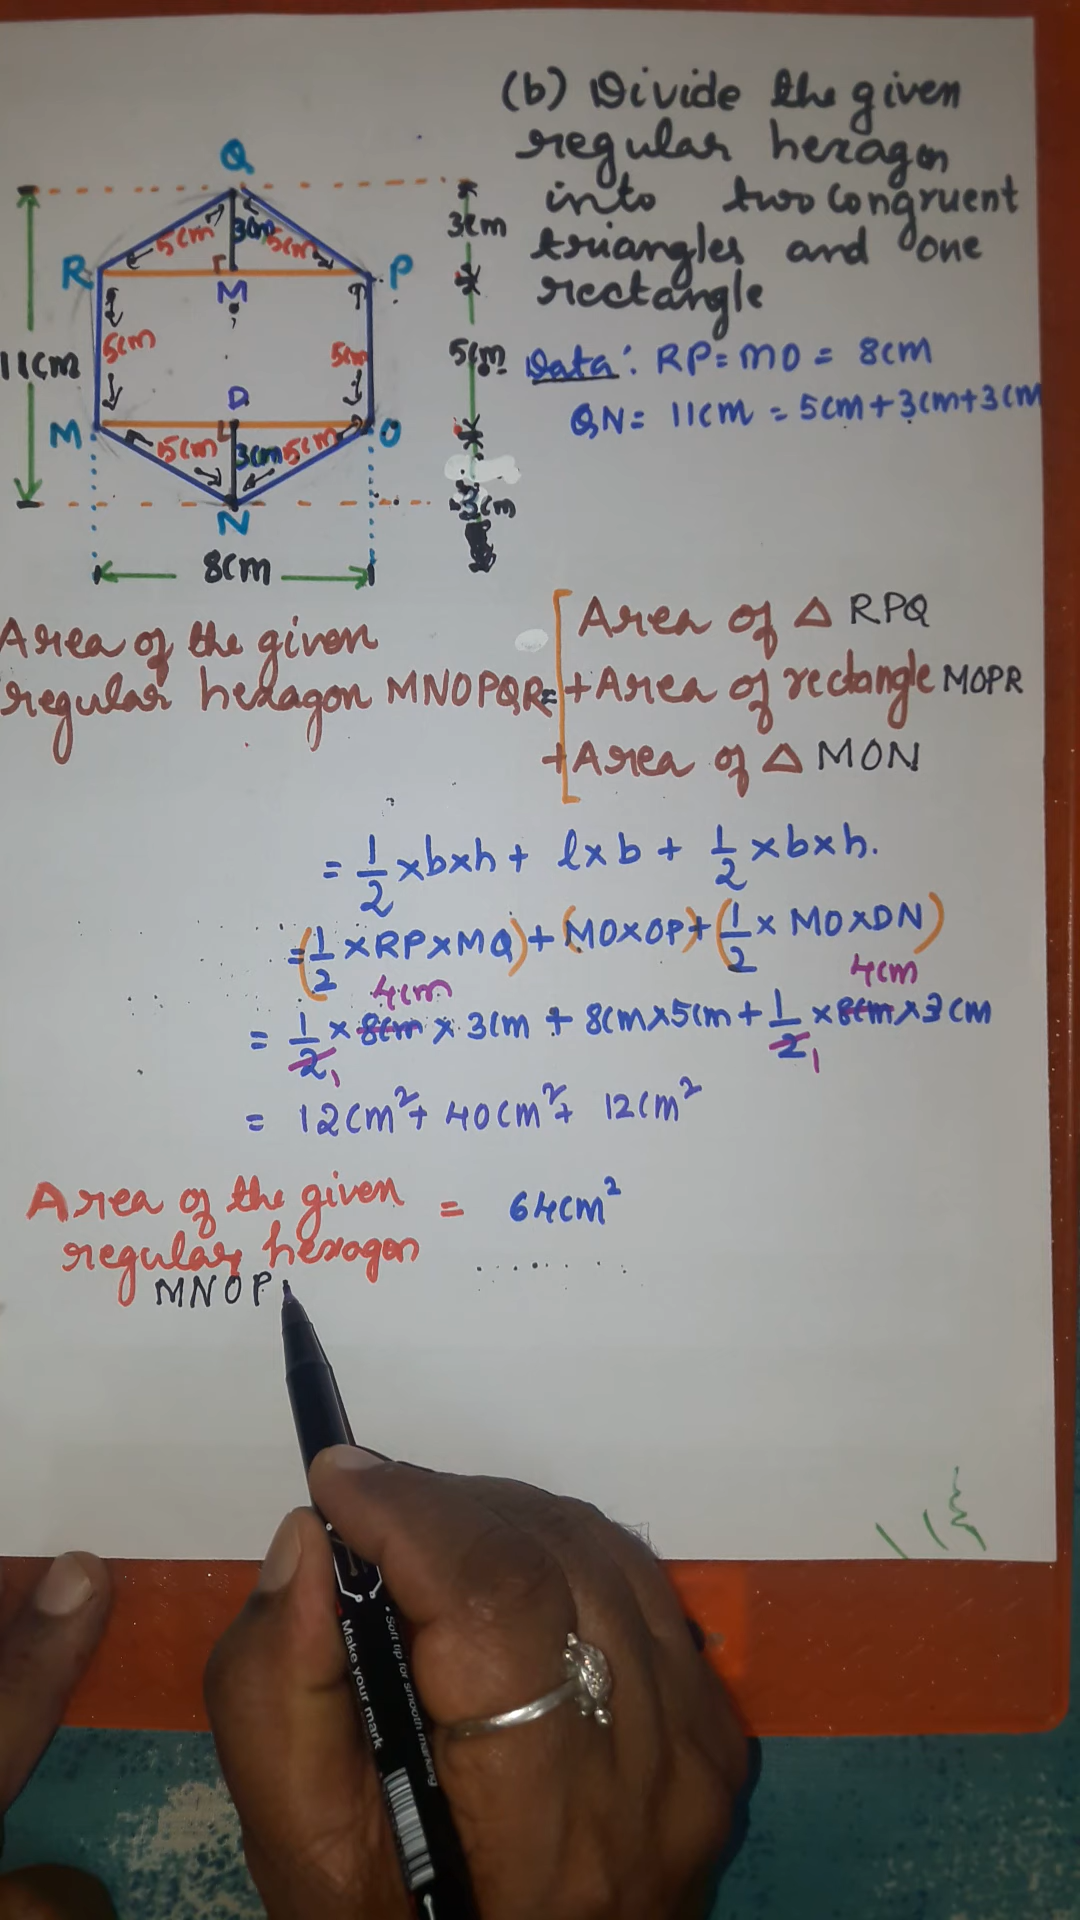 (b) Divide the given
regular hexagon
into two congruent
triangles and one
rectangle
Data: RP=MO = 8cm
QN= 11cm = 5cm+3cm+3cm
Q
5cm 3cm 5cm
R P
M
5cm 5cm
D
M O
5cm 3cm 5cm
N
11cm
8cm
3cm
5cm
3cm
Area of the given
regular hexagon MNOPQR=
Area of △ RPQ
+Area of rectangle MOPR
+Area of △ MON
= 1/2 ×b×h + l×b + 1/2 ×b×h.
=(1/2 ×RP×MQ)+(MO×OP)+(1/2 × MO×DN)
4cm 4cm
= 1/2 × 8cm × 3cm + 8cm×5cm + 1/2 ×8cm×3cm
1 1
= 12cm²+ 40cm²+ 12cm²
Area of the given = 64cm²
regular hexagon
MNOP
Make your mark
• Soft tip for smooth marking